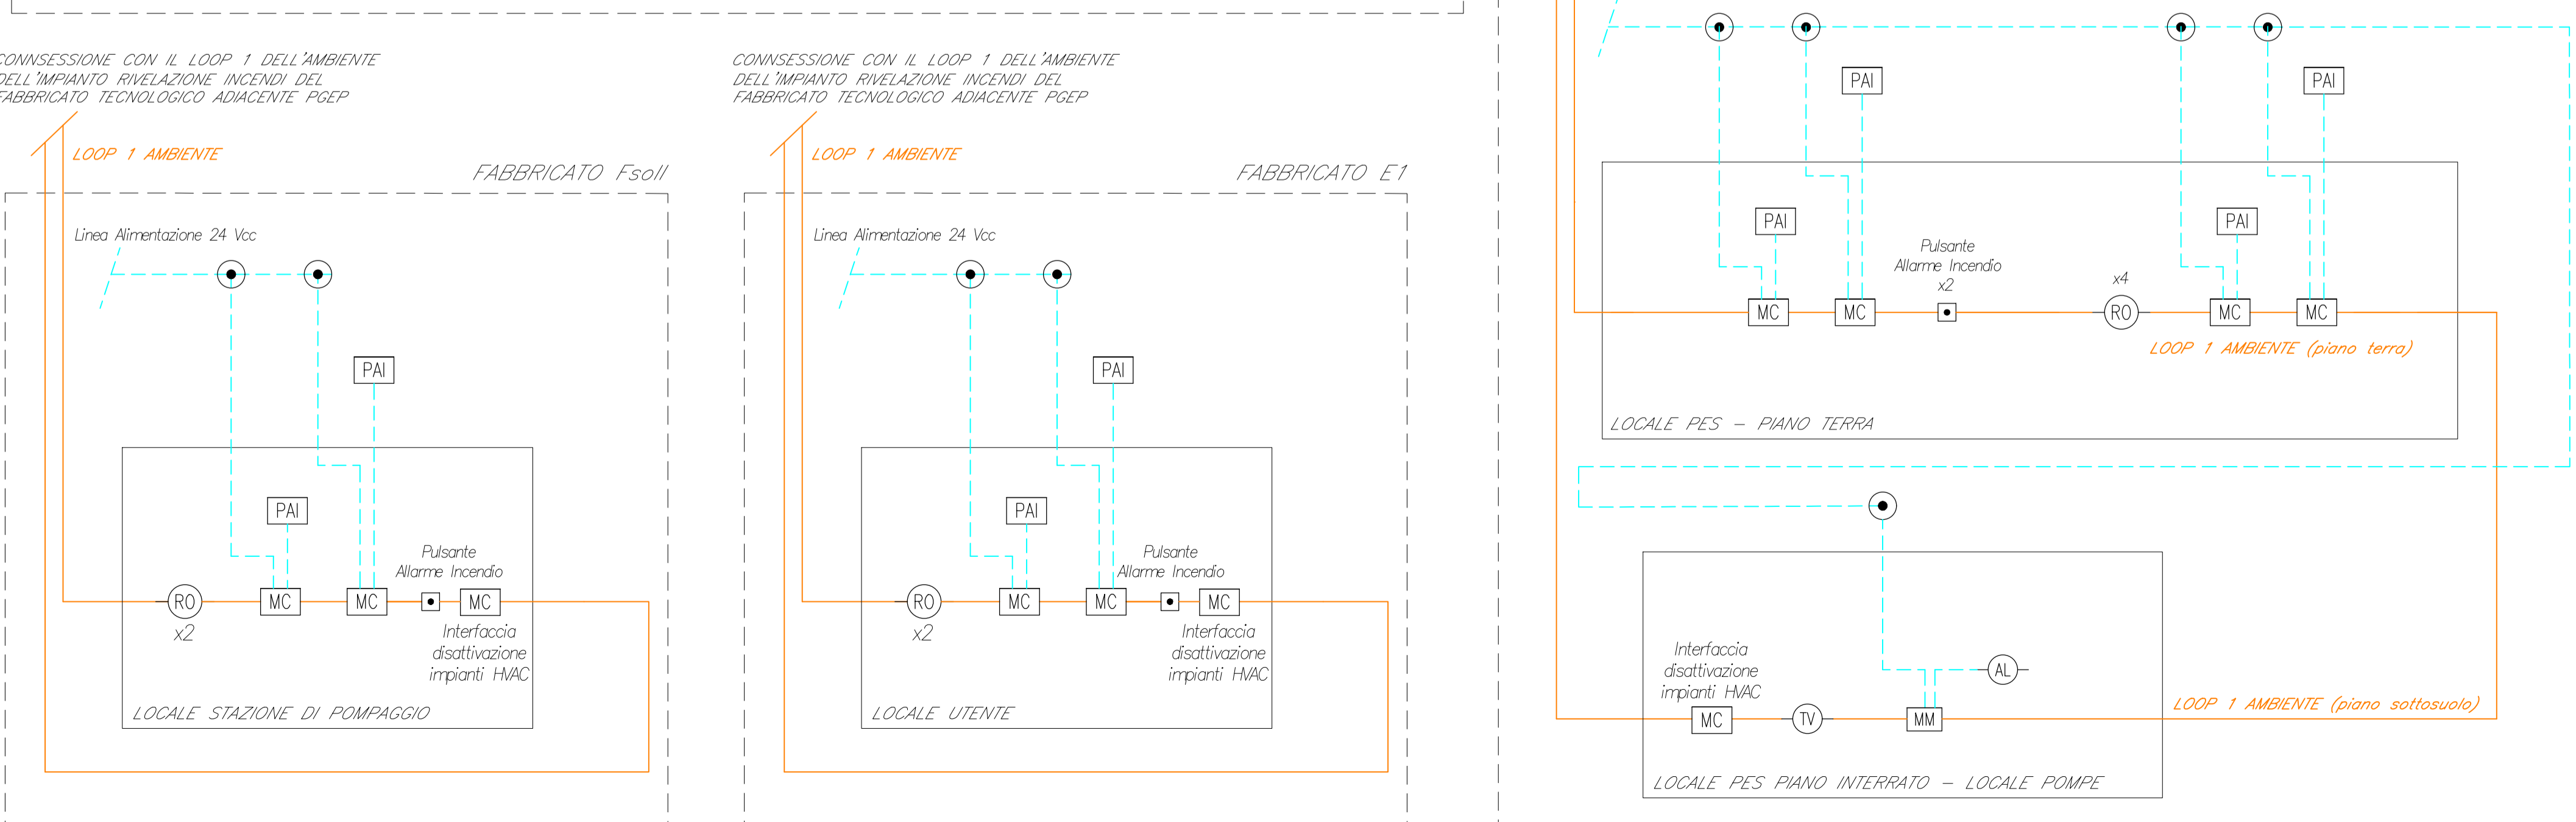 CONNSESSIONE CON IL LOOP 1 DELL'AMBIENTE
DELL'IMPIANTO RIVELAZIONE INCENDI DEL
FABBRICATO TECNOLOGICO ADIACENTE PGEP
LOOP 1 AMBIENTE
FABBRICATO FsoII
Linea Alimentazione 24 Vcc
PAI
PAI
Pulsante
Allarme Incendio
RO
MC
MC
MC
x2
Interfaccia
disattivazione
impianti HVAC
LOCALE STAZIONE DI POMPAGGIO
CONNSESSIONE CON IL LOOP 1 DELL'AMBIENTE
DELL'IMPIANTO RIVELAZIONE INCENDI DEL
FABBRICATO TECNOLOGICO ADIACENTE PGEP
LOOP 1 AMBIENTE
FABBRICATO E1
Linea Alimentazione 24 Vcc
PAI
PAI
Pulsante
Allarme Incendio
RO
MC
MC
MC
x2
Interfaccia
disattivazione
impianti HVAC
LOCALE UTENTE
PAI
PAI
PAI
PAI
Pulsante
Allarme Incendio
x2
x4
MC
MC
RO
MC
MC
LOOP 1 AMBIENTE (piano terra)
LOCALE PES - PIANO TERRA
Interfaccia
disattivazione
impianti HVAC
AL
MC
TV
MM
LOOP 1 AMBIENTE (piano sottosuolo)
LOCALE PES PIANO INTERRATO - LOCALE POMPE